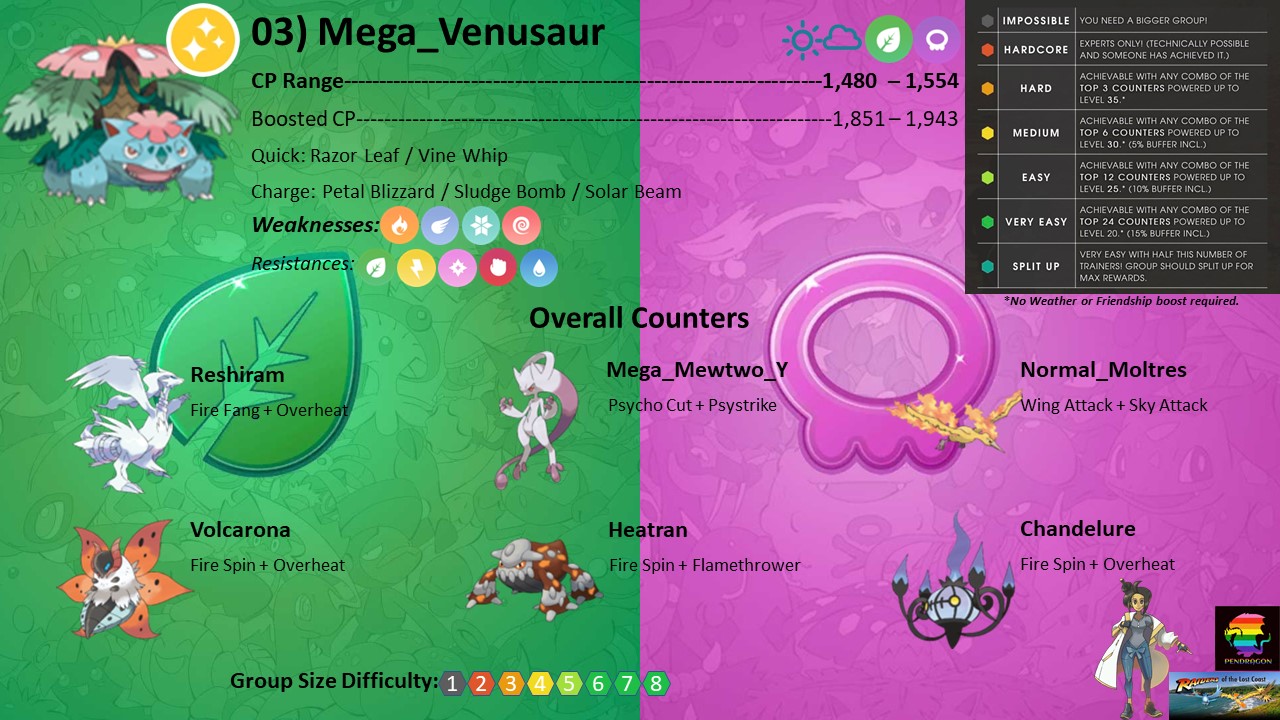 03) Mega_Venusaur
CP Range------------------------------------------------------------------------1,480 – 1,554
Boosted CP------------------------------------------------------------------------1,851 – 1,943
Quick: Razor Leaf / Vine Whip
Charge: Petal Blizzard / Sludge Bomb / Solar Beam
Weaknesses:
Resistances:
IMPOSSIBLE YOU NEED A BIGGER GROUP!
HARDCORE EXPERTS ONLY! (TECHNICALLY POSSIBLE
AND SOMEONE HAS ACHIEVED IT.)
HARD ACHIEVABLE WITH ANY COMBO OF THE
TOP 3 COUNTERS POWERED UP TO
LEVEL 35.*
MEDIUM ACHIEVABLE WITH ANY COMBO OF THE
TOP 6 COUNTERS POWERED UP TO
LEVEL 30.* (5% BUFFER INCL.)
EASY ACHIEVABLE WITH ANY COMBO OF THE
TOP 12 COUNTERS POWERED UP TO
LEVEL 25.* (10% BUFFER INCL.)
VERY EASY ACHIEVABLE WITH ANY COMBO OF THE
TOP 24 COUNTERS POWERED UP TO
LEVEL 20.* (15% BUFFER INCL.)
SPLIT UP VERY EASY WITH HALF THIS NUMBER OF
TRAINERS! GROUP SHOULD SPLIT UP FOR
MAX REWARDS.
*No Weather or Friendship boost required.
Overall Counters
Reshiram
Fire Fang + Overheat
Mega_Mewtwo_Y
Psycho Cut + Psystrike
Normal_Moltres
Wing Attack + Sky Attack
Volcarona
Fire Spin + Overheat
Heatran
Fire Spin + Flamethrower
Chandelure
Fire Spin + Overheat
Group Size Difficulty: 1 2 3 4 5 6 7 8
PENDRAGON
RAIDERS of the Lost Coast